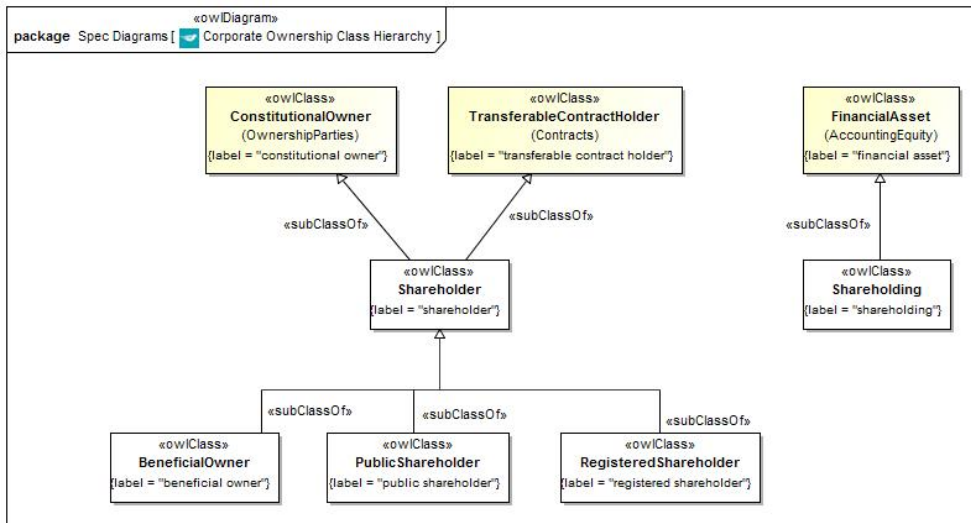 «owlDiagram»
package Spec Diagrams [ Corporate Ownership Class Hierarchy ]
«owlClass»
ConstitutionalOwner
(OwnershipParties)
{label = "constitutional owner"}
«owlClass»
TransferableContractHolder
(Contracts)
{label = "transferable contract holder"}
«owlClass»
FinancialAsset
(AccountingEquity)
{label = "financial asset"}
«subClassOf»
«subClassOf»
«subClassOf»
«owlClass»
Shareholder
{label = "shareholder"}
«owlClass»
Shareholding
{label = "shareholding"}
«subClassOf»
«subClassOf»
«subClassOf»
«owlClass»
BeneficialOwner
{label = "beneficial owner"}
«owlClass»
PublicShareholder
{label = "public shareholder"}
«owlClass»
RegisteredShareholder
{label = "registered shareholder"}